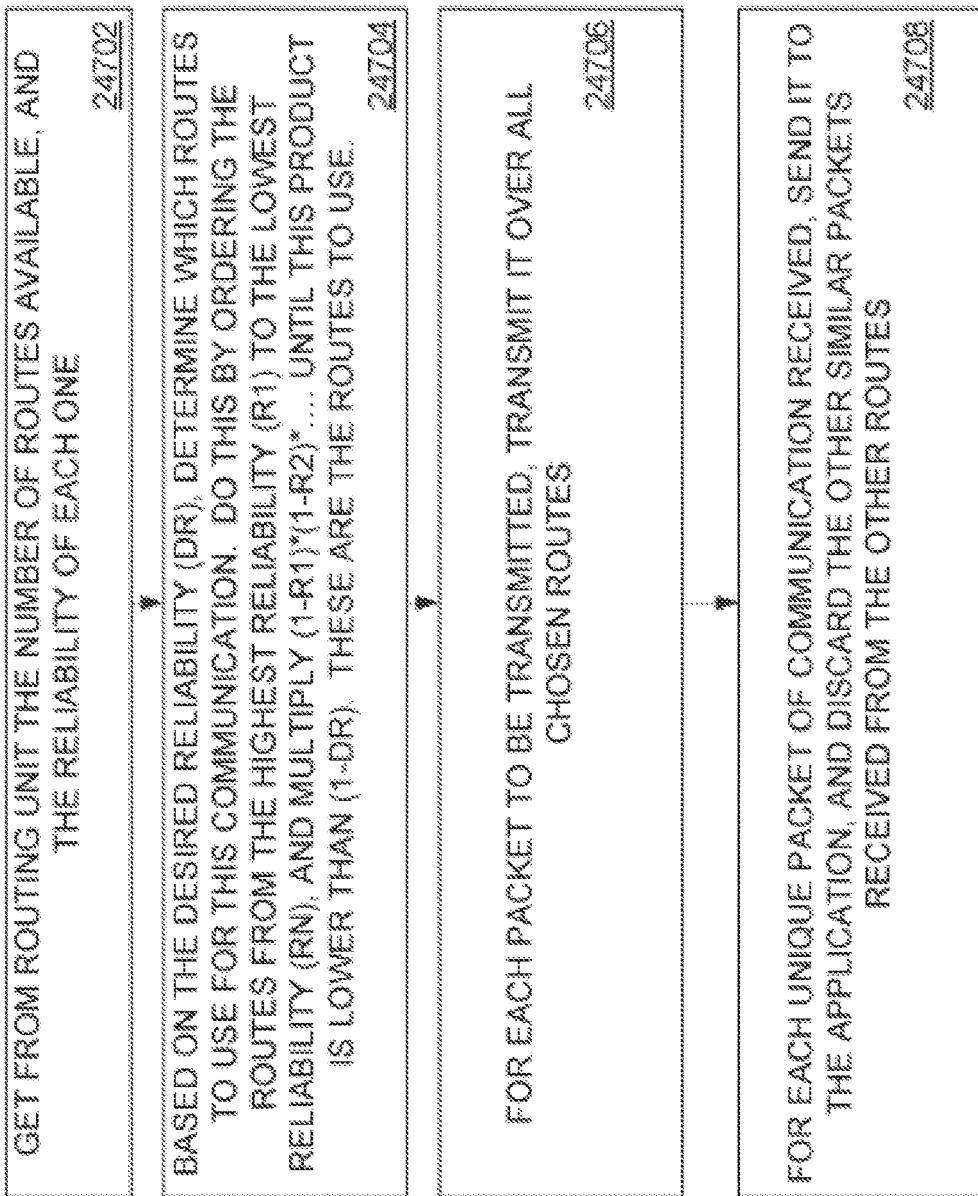 GET FROM ROUTING UNIT THE NUMBER OF ROUTES AVAILABLE, AND
THE RELIABILITY OF EACH ONE
24702
BASED ON THE DESIRED RELIABILITY (DR), DETERMINE WHICH ROUTES
TO USE FOR THIS COMMUNICATION. DO THIS BY ORDERING THE
ROUTES FROM THE HIGHEST RELIABILITY (R1) TO THE LOWEST
RELIABILITY (RN), AND MULTIPLY (1-R1)*(1-R2)*.... UNTIL THIS PRODUCT
IS LOWER THAN (1-DR). THESE ARE THE ROUTES TO USE.
24704
FOR EACH PACKET TO BE TRANSMITTED, TRANSMIT IT OVER ALL
CHOSEN ROUTES
24706
FOR EACH UNIQUE PACKET OF COMMUNICATION RECEIVED, SEND IT TO
THE APPLICATION, AND DISCARD THE OTHER SIMILAR PACKETS
RECEIVED FROM THE OTHER ROUTES
24708